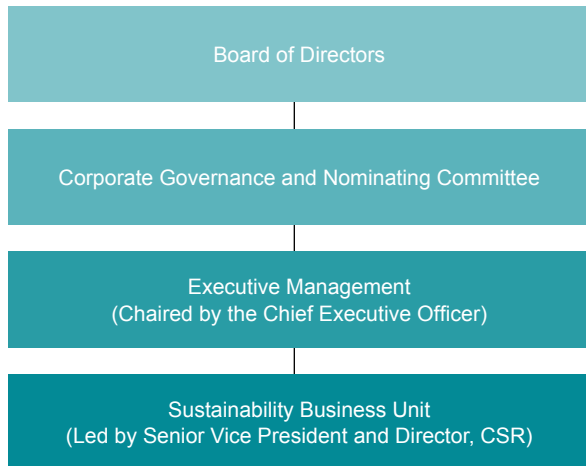 Board of Directors
Corporate Governance and Nominating Committee
Executive Management
(Chaired by the Chief Executive Officer)
Sustainability Business Unit
(Led by Senior Vice President and Director, CSR)